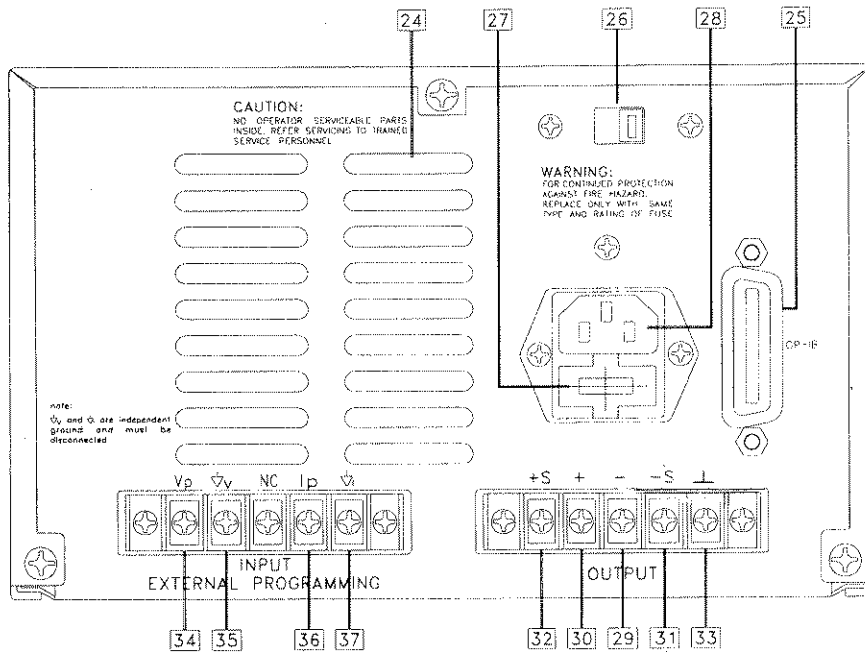 24
27
26
28
25
CAUTION:
NO OPERATOR SERVICEABLE PARTS
INSIDE. REFER SERVICING TO TRAINED
SERVICE PERSONNEL
WARNING:
FOR CONTINUED PROTECTION
AGAINST FIRE HAZARD.
REPLACE ONLY WITH SAME
TYPE AND RATING OF FUSE
GP-IB
note:
and are independent
ground and must be
disconnected
Vp V NC Ip I
+S + - -S ⊥
INPUT
EXTERNAL PROGRAMMING
OUTPUT
34 35 36 37
32 30 29 31 33